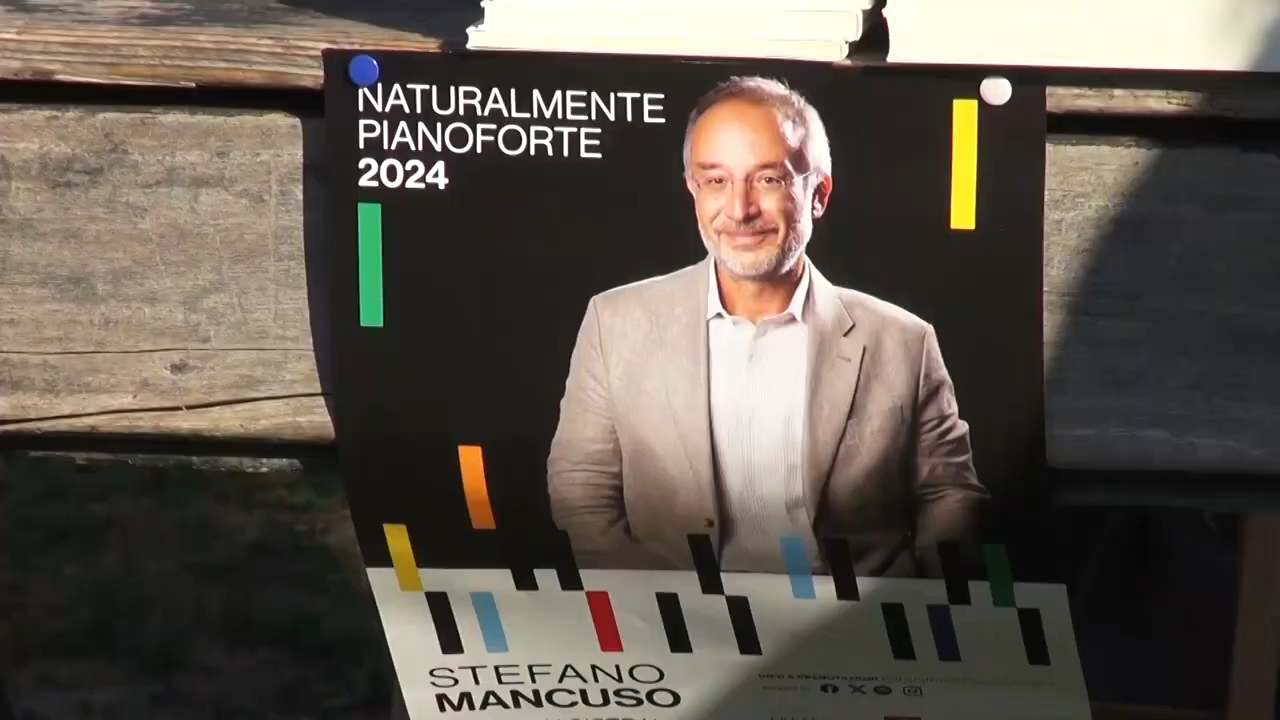 NATURALMENTE
PIANOFORTE
2024
STEFANO
MANCUSO